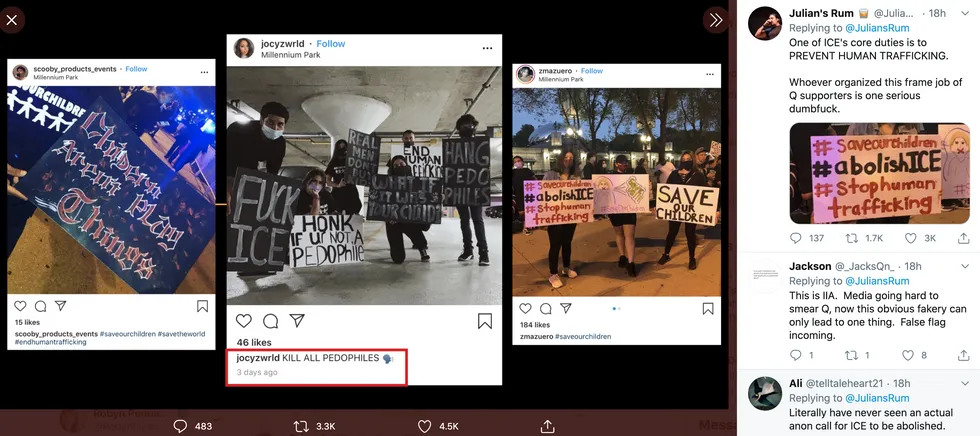 scooby_products_events · Follow
Millennium Park
...
#SAVEOURCHILDREN
Children
Aren't Play
Things
15 likes
scooby_products_events #saveourchildren #savetheworld
#endhumantrafficking
jocyzwrld · Follow
Millennium Park
...
FUCK
ICE
HONK
IF UR NOT A
PEDOPHILE
REAL
MEN
DON'T
END
HUMAN
TRAFFICKING
WHAT IF
IT WAS
YOUR CHILD
HANG
PEDO
PHILES
46 likes
jocyzwrld KILL ALL PEDOPHILES 🗣
3 days ago
zmazuero · Follow
Millennium Park
...
#Saveourchildren
#abolishICE
#Stophuman
trafficking
SAVE
OUR
CHILDREN
184 likes
zmazuero #saveourchildren
483
3.3K
4.5K
Messa
Julian's Rum 🥃 @Julia... · 18h
Replying to @JuliansRum
One of ICE's core duties is to
PREVENT HUMAN TRAFFICKING.
Whoever organized this frame job of
Q supporters is one serious
dumbfuck.
#Saveourchildren
#abolishICE
#Stophuman
trafficking
137
1.7K
3K
Jackson @_JacksQn_ · 18h
Replying to @JuliansRum
This is IIA. Media going hard to
smear Q, now this obvious fakery can
only lead to one thing. False flag
incoming.
1
1
8
Ali @telltaleheart21 · 18h
Replying to @JuliansRum
Literally have never seen an actual
anon call for ICE to be abolished.